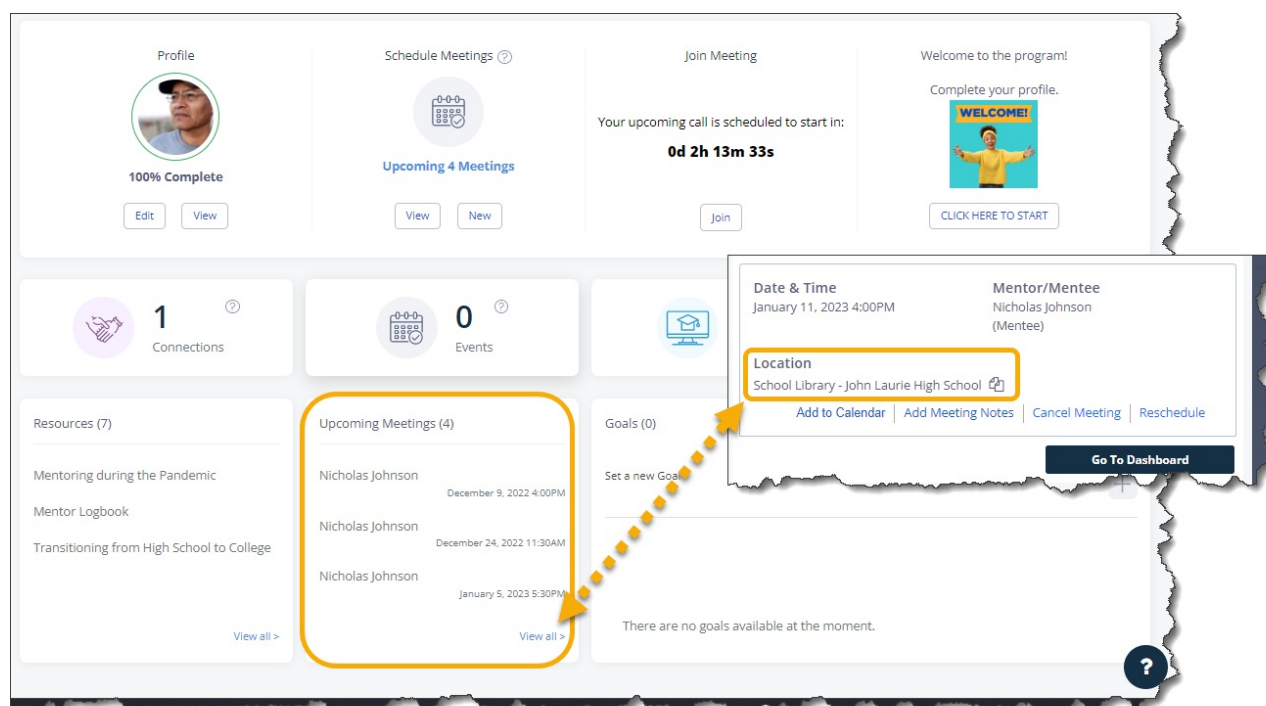 Profile
100% Complete
Edit
View
Schedule Meetings ?
Upcoming 4 Meetings
View
New
Join Meeting
Your upcoming call is scheduled to start in:
0d 2h 13m 33s
Join
Welcome to the program!
Complete your profile.
WELCOME!
CLICK HERE TO START
1
?
Connections
0
?
Events
Date & Time
January 11, 2023 4:00PM
Mentor/Mentee
Nicholas Johnson
(Mentee)
Location
School Library - John Laurie High School
Add to Calendar | Add Meeting Notes | Cancel Meeting | Reschedule
Go To Dashboard
Resources (7)
Mentoring during the Pandemic
Mentor Logbook
Transitioning from High School to College
View all >
Upcoming Meetings (4)
Nicholas Johnson
December 9, 2022 4:00PM
Nicholas Johnson
December 24, 2022 11:30AM
Nicholas Johnson
January 5, 2023 5:30PM
View all >
Goals (0)
Set a new Goal
+
There are no goals available at the moment.
?